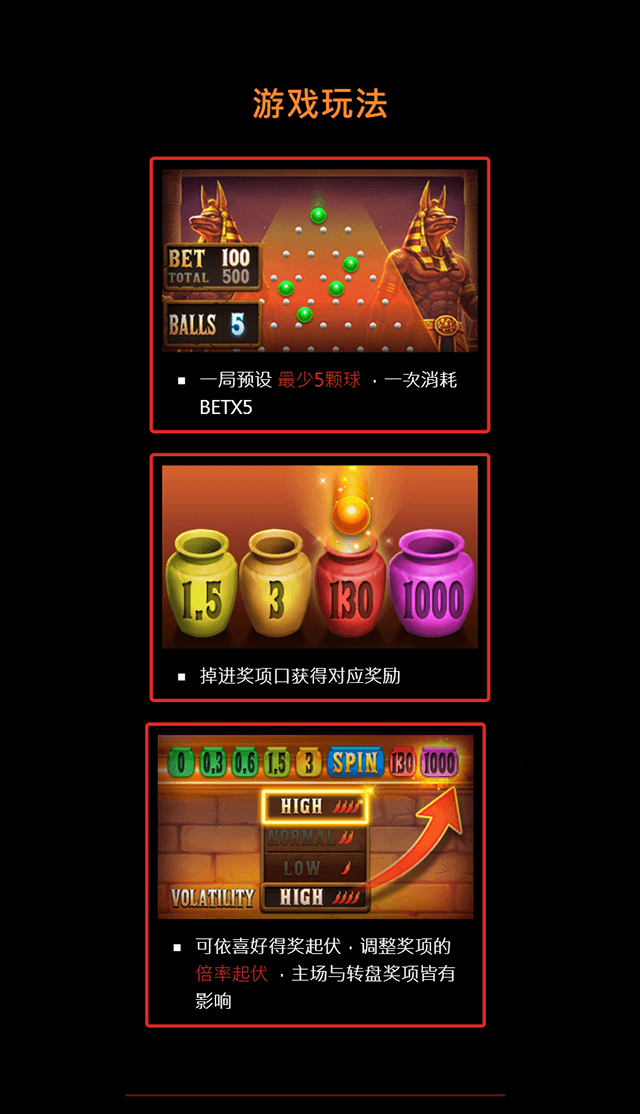 游戏玩法
BET 100
TOTAL 500
BALLS 5
一局预设 最少5颗球 ，一次消耗
BETX5
1.5 3 130 1000
掉进奖项口获得对应奖励
0 0.3 0.6 1.5 3 SPIN 130 1000
HIGH
NORMAL
LOW
VOLATILITY HIGH
可依喜好得奖起伏，调整奖项的
倍率起伏 ，主场与转盘奖项皆有
影响